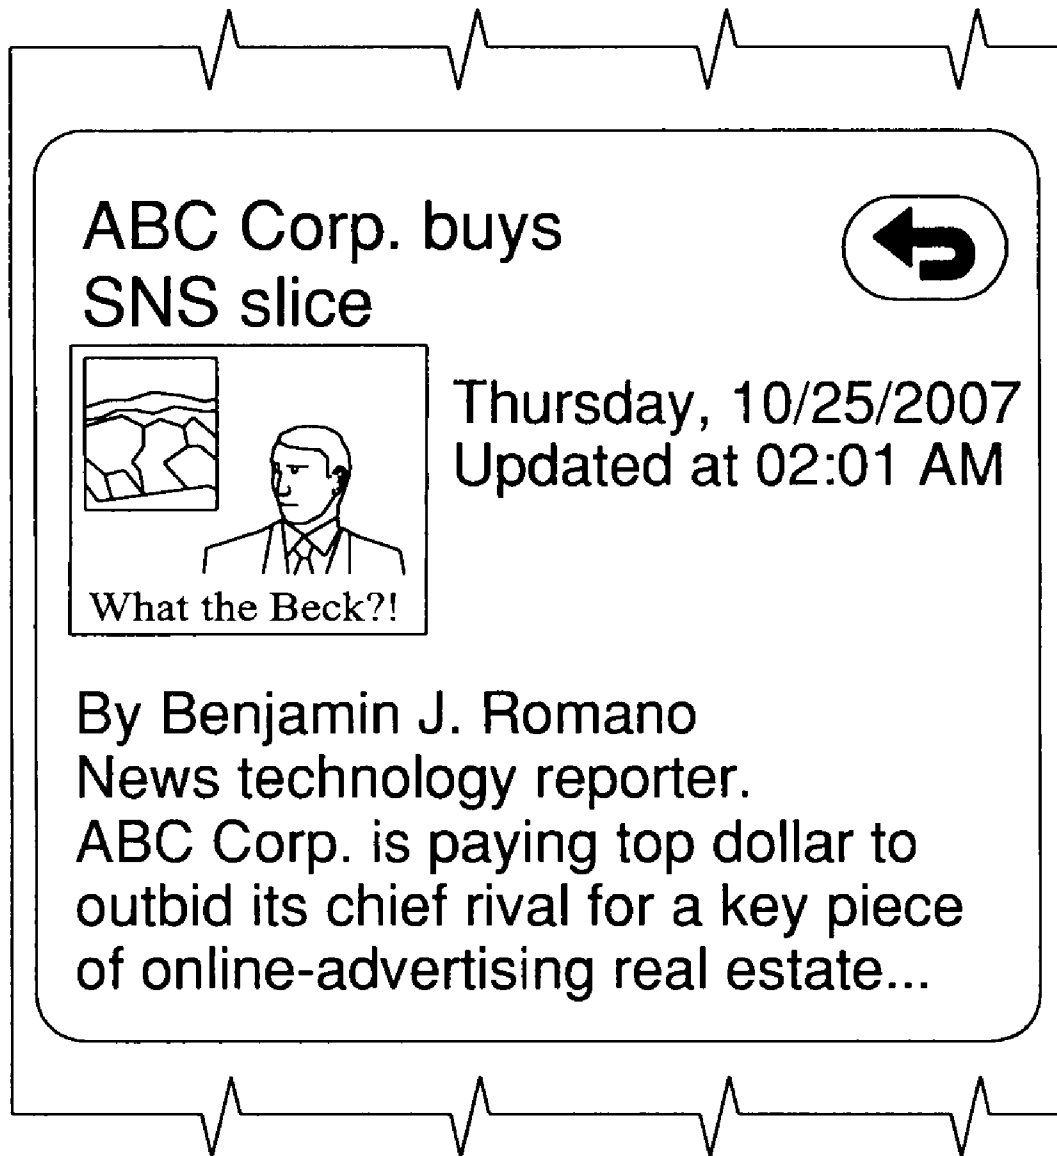 ABC Corp. buys
SNS slice
Thursday, 10/25/2007
Updated at 02:01 AM
What the Beck?!
By Benjamin J. Romano
News technology reporter.
ABC Corp. is paying top dollar to
outbid its chief rival for a key piece
of online-advertising real estate...